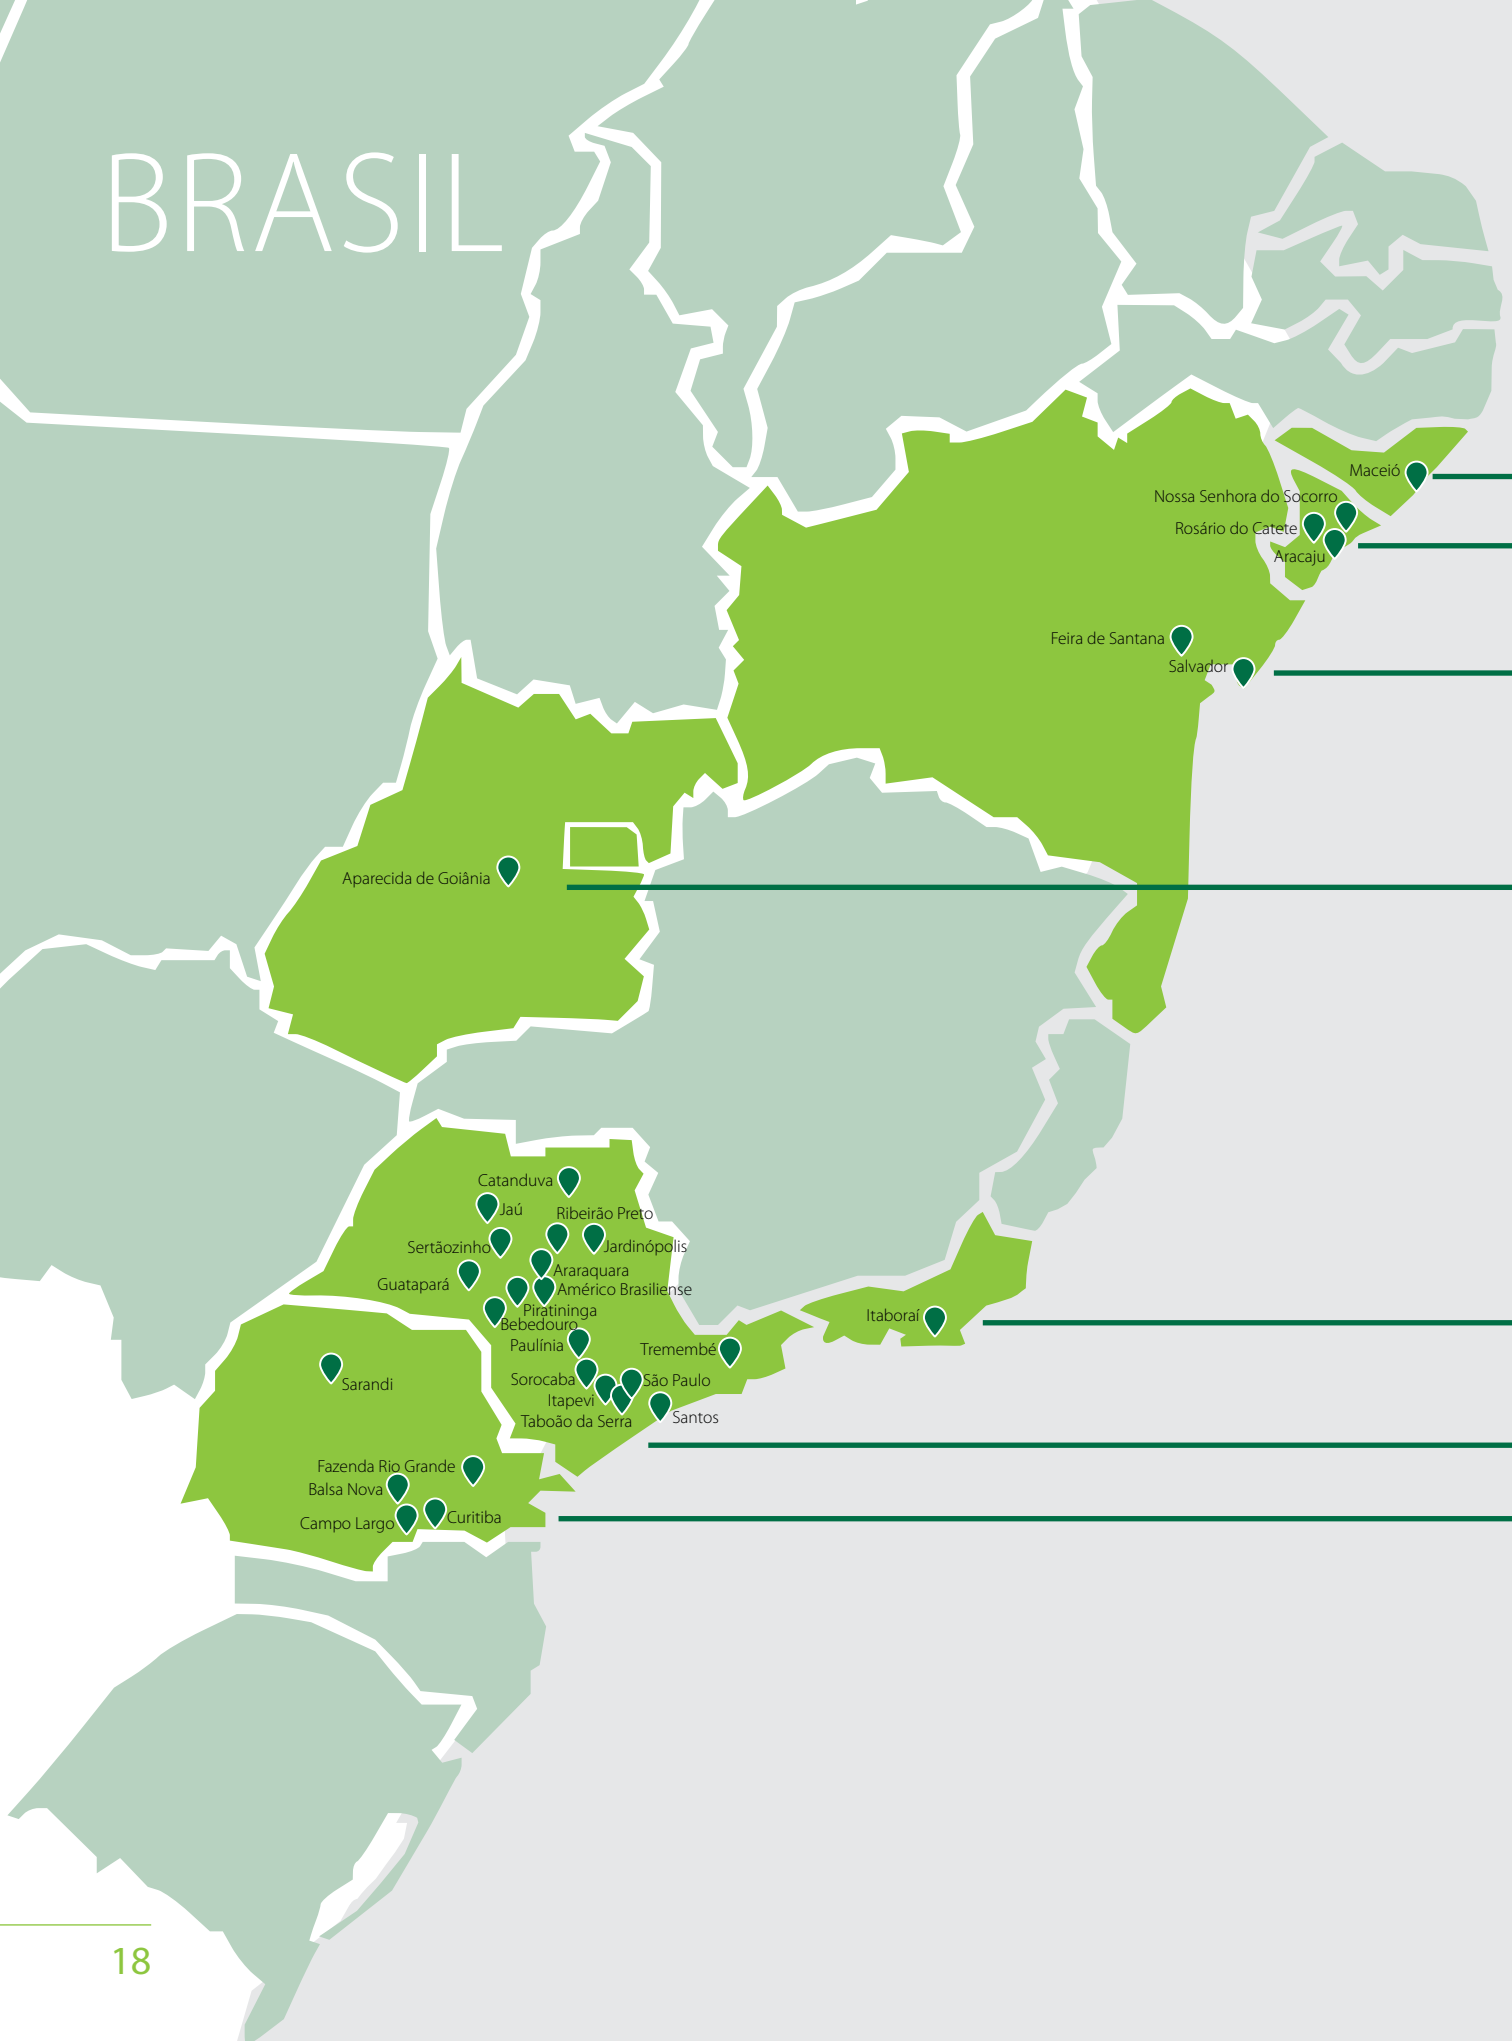 BRASIL
Maceió
Nossa Senhora do Socorro
Rosário do Catete
Aracaju
Feira de Santana
Salvador
Aparecida de Goiânia
Catanduva
Jaú
Ribeirão Preto
Sertãozinho
Jardinópolis
Araraquara
Guatapará
Américo Brasiliense
Piratininga
Bebedouro
Itaboraí
Paulínia
Tremembé
Sorocaba
São Paulo
Itapevi
Taboão da Serra
Santos
Sarandi
Fazenda Rio Grande
Balsa Nova
Campo Largo
Curitiba
18